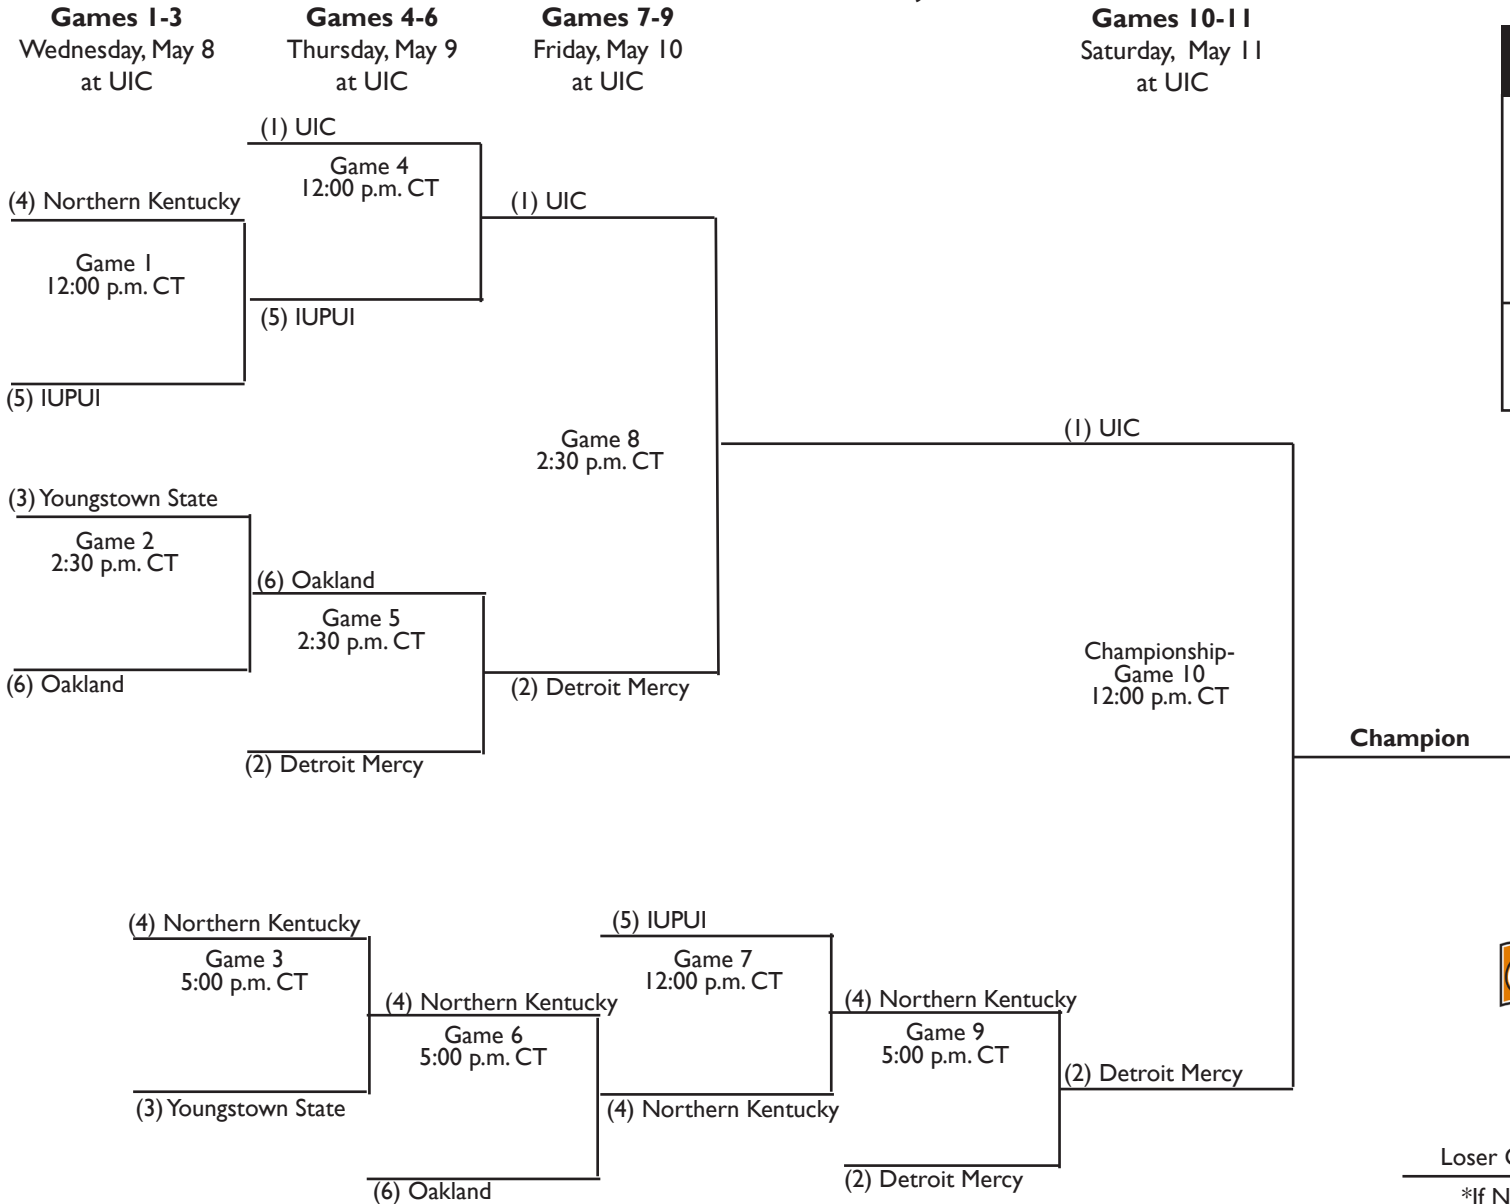 Games 1-3
Wednesday, May 8
at UIC
Games 4-6
Thursday, May 9
at UIC
Games 7-9
Friday, May 10
at UIC
Games 10-11
Saturday, May 11
at UIC
(1) UIC
Game 4
12:00 p.m. CT
(4) Northern Kentucky
(1) UIC
Game 1
12:00 p.m. CT
(5) IUPUI
(5) IUPUI
Game 8
2:30 p.m. CT
(1) UIC
(3) Youngstown State
Game 2
2:30 p.m. CT
(6) Oakland
Game 5
2:30 p.m. CT
(6) Oakland
(2) Detroit Mercy
(2) Detroit Mercy
Championship-
Game 10
12:00 p.m. CT
Champion
(4) Northern Kentucky
Game 3
5:00 p.m. CT
(3) Youngstown State
(4) Northern Kentucky
Game 6
5:00 p.m. CT
(6) Oakland
(5) IUPUI
Game 7
12:00 p.m. CT
(4) Northern Kentucky
(4) Northern Kentucky
Game 9
5:00 p.m. CT
(2) Detroit Mercy
(2) Detroit Mercy
Loser
*If